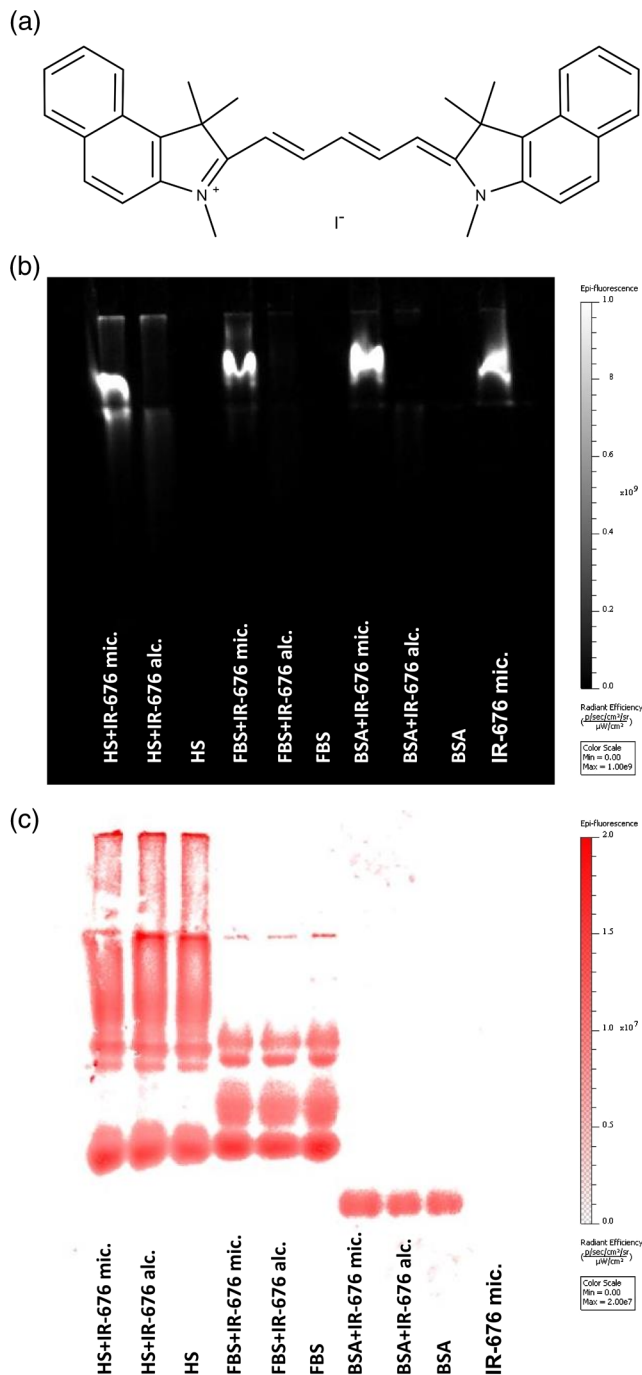 (a)
N
+
N
I-
(b)
Epi-fluorescence
1.0
8
0.6
x10⁹
0.4
0.2
0.0
Radiant Efficiency
(p/sec/cm²/sr
µW/cm²)
Color Scale
Min = 0.00
Max = 1.00e9
HS+IR-676 mic.
HS+IR-676 alc.
HS
FBS+IR-676 mic.
FBS+IR-676 alc.
FBS
BSA+IR-676 mic.
BSA+IR-676 alc.
BSA
IR-676 mic.
(c)
Epi-fluorescence
2.0
1.5
1.0
x10⁷
0.5
0.0
Radiant Efficiency
(p/sec/cm²/sr
µW/cm²)
Color Scale
Min = 0.00
Max = 2.00e7
HS+IR-676 mic.
HS+IR-676 alc.
HS
FBS+IR-676 mic.
FBS+IR-676 alc.
FBS
BSA+IR-676 mic.
BSA+IR-676 alc.
BSA
IR-676 mic.